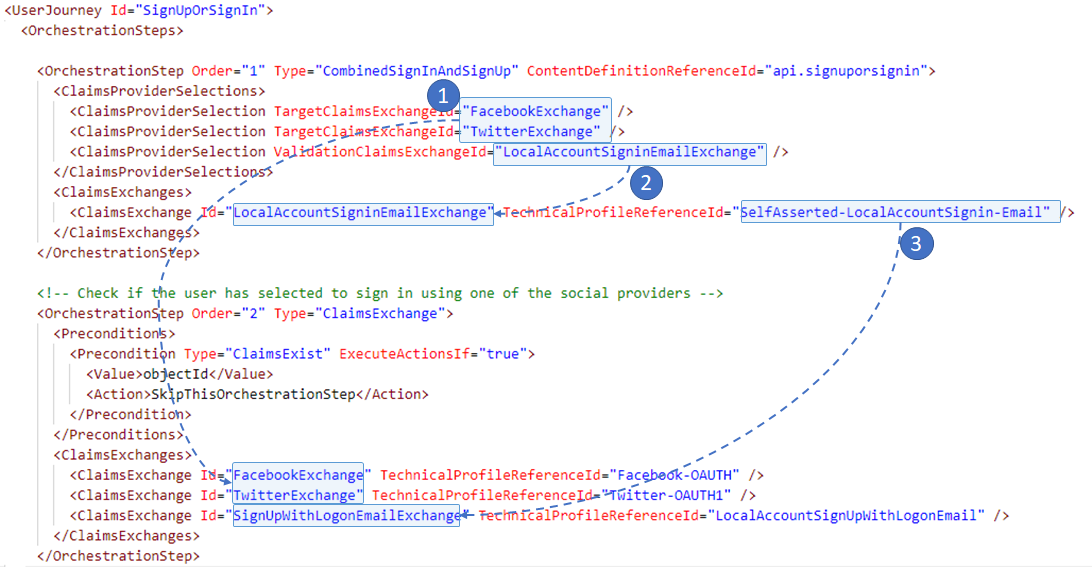 <UserJourney Id="SignUpOrSignIn">
<OrchestrationSteps>
<OrchestrationStep Order="1" Type="CombinedSignInAndSignUp" ContentDefinitionReferenceId="api.signuporsignin">
<ClaimsProviderSelections>
1
<ClaimsProviderSelection TargetClaimsExchangeId="FacebookExchange" />
<ClaimsProviderSelection TargetClaimsExchangeId="TwitterExchange" />
<ClaimsProviderSelection ValidationClaimsExchangeId="LocalAccountSigninEmailExchange" />
</ClaimsProviderSelections>
2
<ClaimsExchanges>
<ClaimsExchange Id="LocalAccountSigninEmailExchange" TechnicalProfileReferenceId="SelfAsserted-LocalAccountSignin-Email" />
</ClaimsExchanges>
3
</OrchestrationStep>
<!-- Check if the user has selected to sign in using one of the social providers -->
<OrchestrationStep Order="2" Type="ClaimsExchange">
<Preconditions>
<Precondition Type="ClaimsExist" ExecuteActionsIf="true">
<Value>objectId</Value>
<Action>SkipThisOrchestrationStep</Action>
</Precondition>
</Preconditions>
<ClaimsExchanges>
<ClaimsExchange Id="FacebookExchange" TechnicalProfileReferenceId="Facebook-OAUTH" />
<ClaimsExchange Id="TwitterExchange" TechnicalProfileReferenceId="Twitter-OAUTH1" />
<ClaimsExchange Id="SignUpWithLogonEmailExchange" TechnicalProfileReferenceId="LocalAccountSignUpWithLogonEmail" />
</ClaimsExchanges>
</OrchestrationStep>